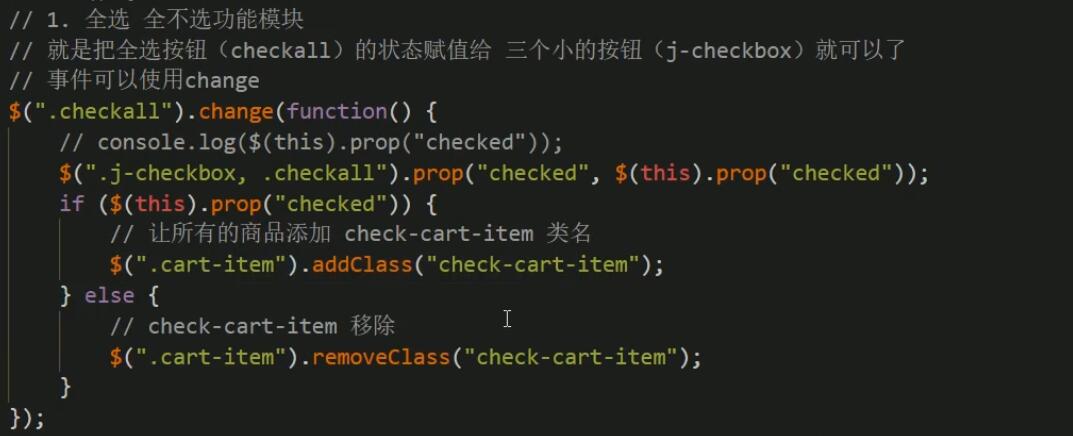 // 1. 全选 全不选功能模块
// 就是把全选按钮（checkall）的状态赋值给 三个小的按钮（j-checkbox）就可以了
// 事件可以使用change
$(".checkall").change(function() {
    // console.log($(this).prop("checked"));
    $(".j-checkbox, .checkall").prop("checked", $(this).prop("checked"));
    if ($(this).prop("checked")) {
        // 让所有的商品添加 check-cart-item 类名
        $(".cart-item").addClass("check-cart-item");
    } else {
        // check-cart-item 移除
        $(".cart-item").removeClass("check-cart-item");
    }
});